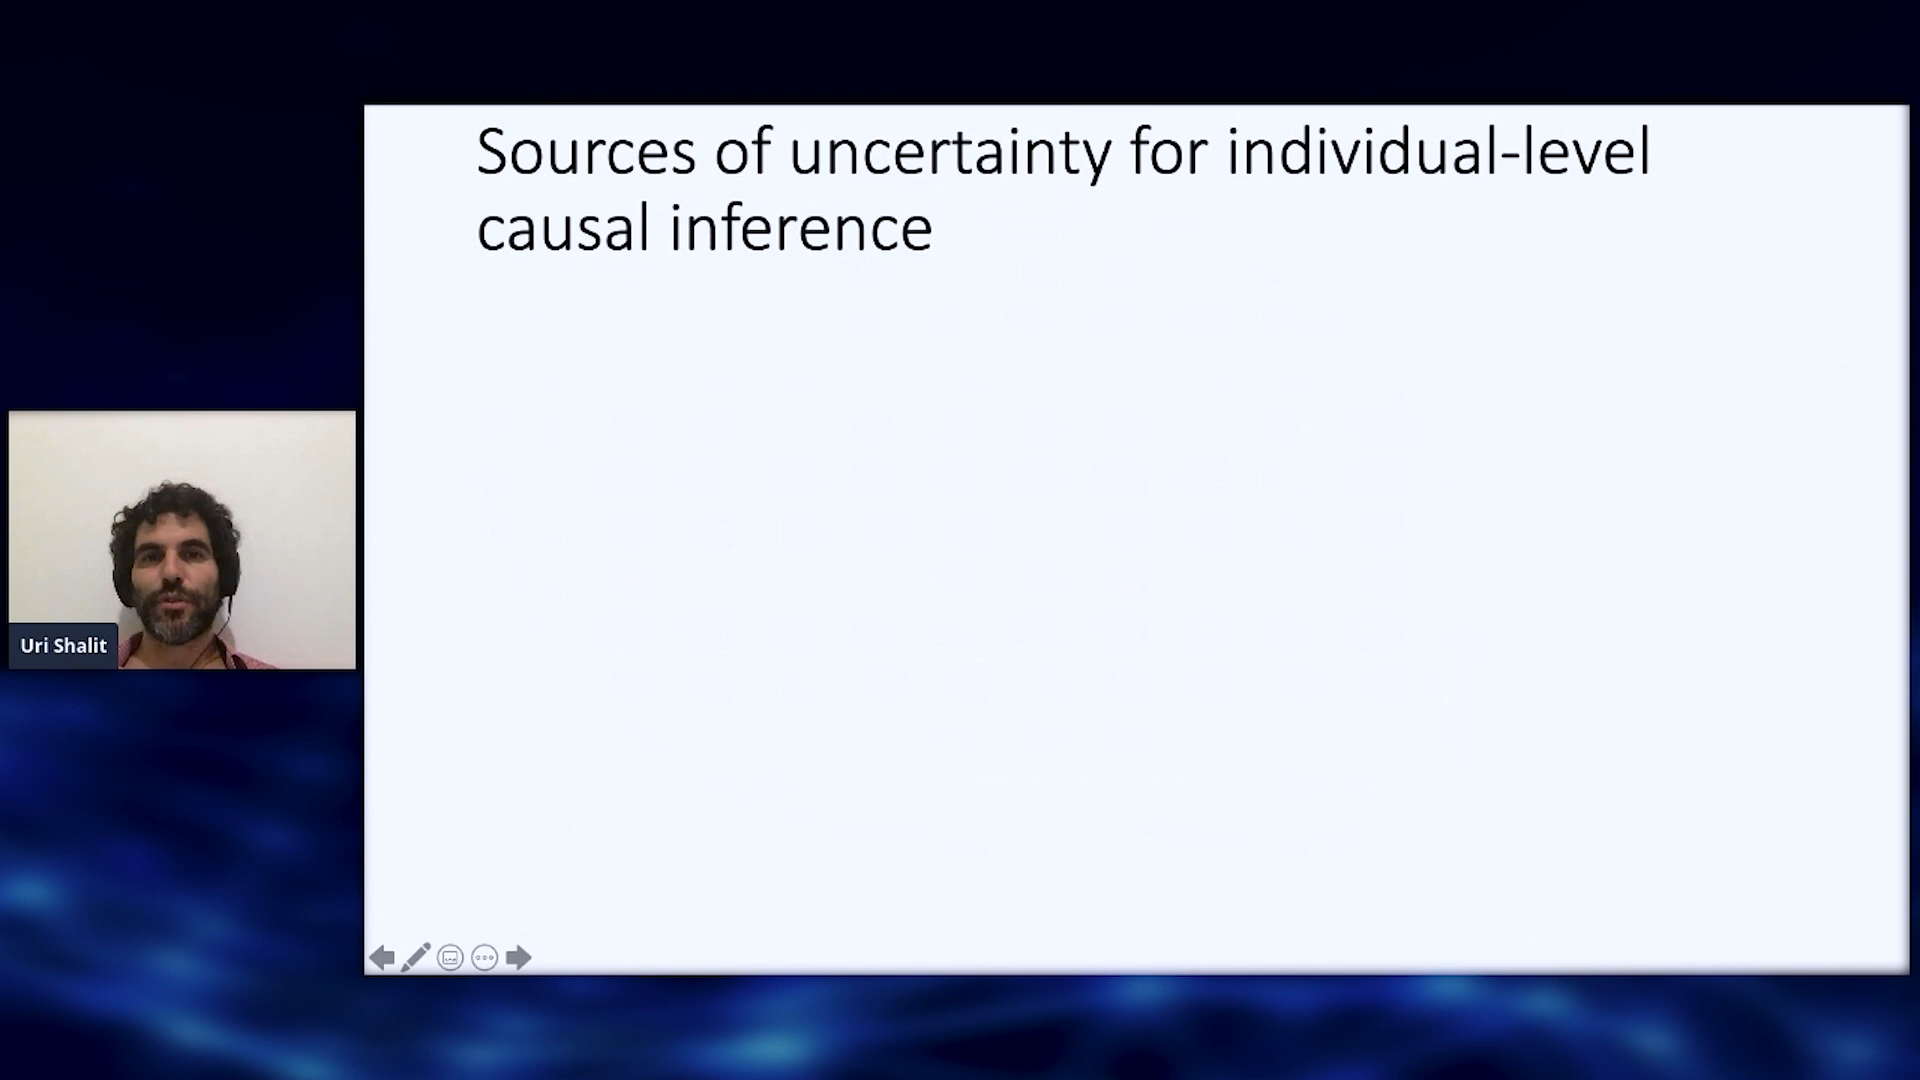 Sources of uncertainty for individual-level
causal inference
Uri Shalit